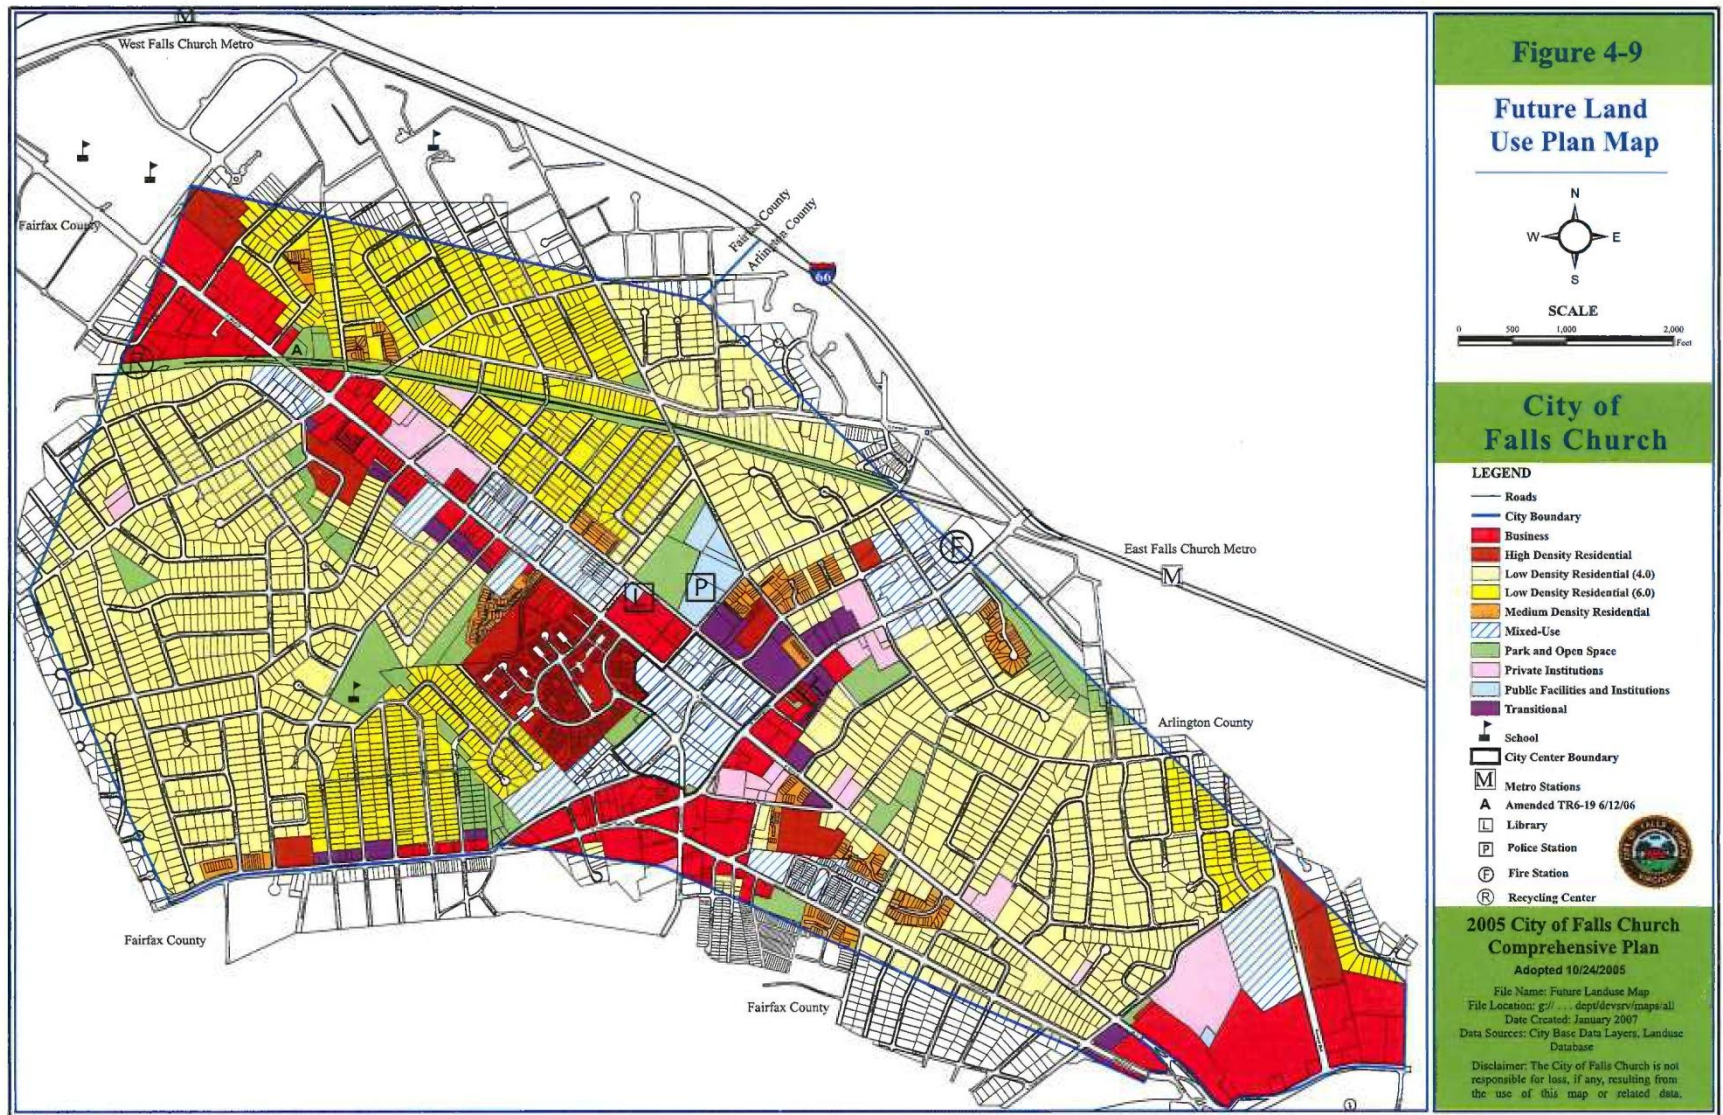 M
West Falls Church Metro
Fairfax County
Fairfax County
Arlington County
66
R
A
L
P
F
East Falls Church Metro
M
Arlington County
Fairfax County
Fairfax County
Figure 4-9
Future Land
Use Plan Map
N
W
E
S
SCALE
0 500 1,000 2,000
Feet
City of
Falls Church
LEGEND
Roads
City Boundary
Business
High Density Residential
Low Density Residential (4.0)
Low Density Residential (6.0)
Medium Density Residential
Mixed-Use
Park and Open Space
Private Institutions
Public Facilities and Institutions
Transitional
School
City Center Boundary
M Metro Stations
A Amended TR6-19 6/12/06
L Library
P Police Station
F Fire Station
R Recycling Center
2005 City of Falls Church
Comprehensive Plan
Adopted 10/24/2005
File Name: Future Landuse Map
File Location: g:// . . . dept/devsrv/maps/all
Date Created: January 2007
Data Sources: City Base Data Layers, Landuse
Database
Disclaimer: The City of Falls Church is not
responsible for loss, if any, resulting from
the use of this map or related data.